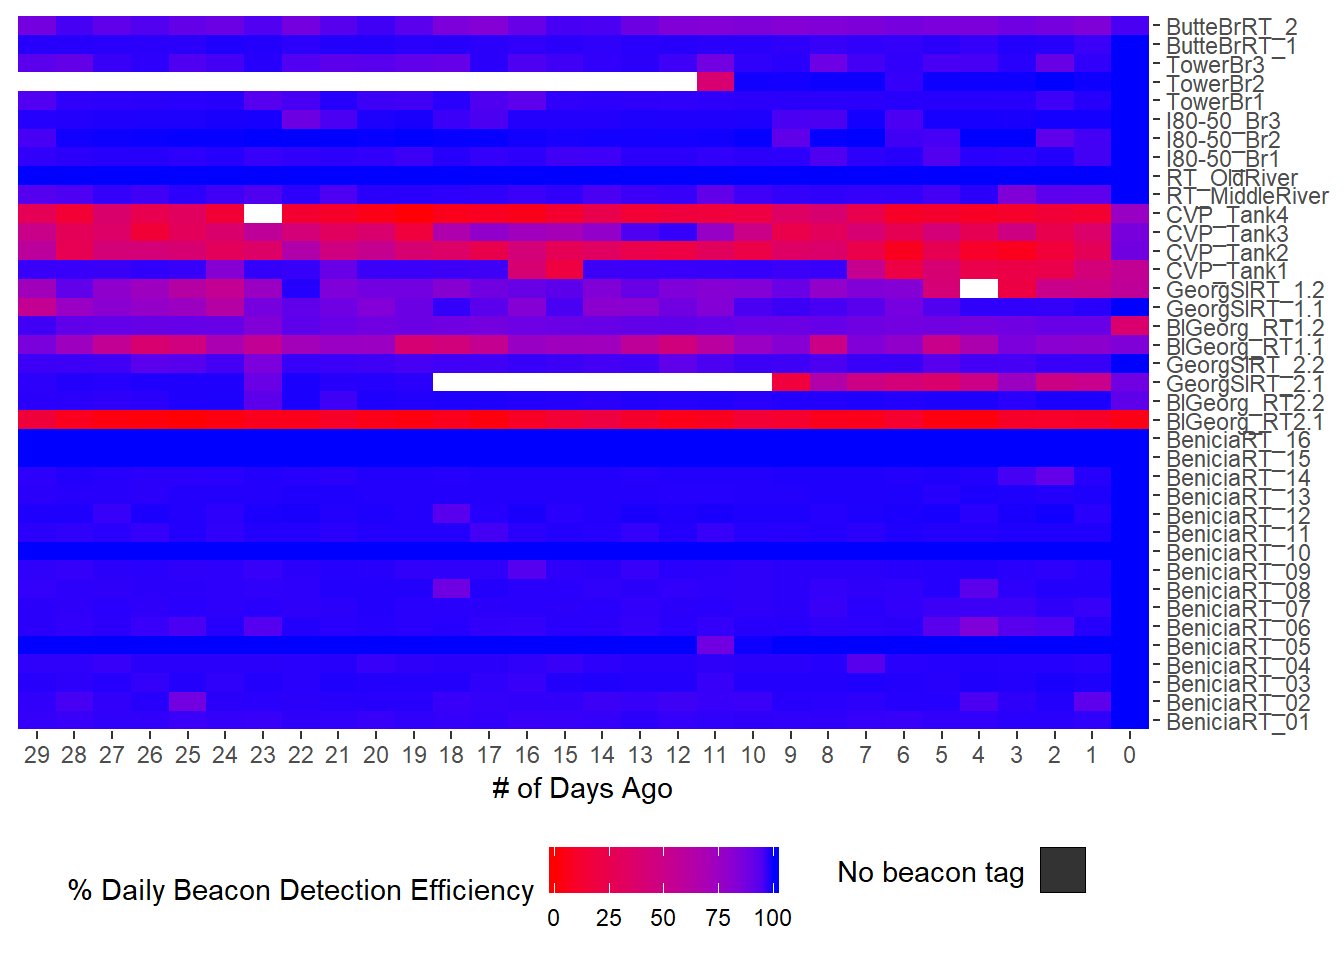 ButteBrRT_2
ButteBrRT_1
TowerBr3
TowerBr2
TowerBr1
I80-50_Br3
I80-50_Br2
I80-50_Br1
RT_OldRiver
RT_MiddleRiver
CVP_Tank4
CVP_Tank3
CVP_Tank2
CVP_Tank1
GeorgSlRT_1.2
GeorgSlRT_1.1
BlGeorg_RT1.2
BlGeorg_RT1.1
GeorgSlRT_2.2
GeorgSlRT_2.1
BlGeorg_RT2.2
BlGeorg_RT2.1
BeniciaRT_16
BeniciaRT_15
BeniciaRT_14
BeniciaRT_13
BeniciaRT_12
BeniciaRT_11
BeniciaRT_10
BeniciaRT_09
BeniciaRT_08
BeniciaRT_07
BeniciaRT_06
BeniciaRT_05
BeniciaRT_04
BeniciaRT_03
BeniciaRT_02
BeniciaRT_01
29 28 27 26 25 24 23 22 21 20 19 18 17 16 15 14 13 12 11 10 9 8 7 6 5 4 3 2 1 0
# of Days Ago
% Daily Beacon Detection Efficiency
0 25 50 75 100
No beacon tag